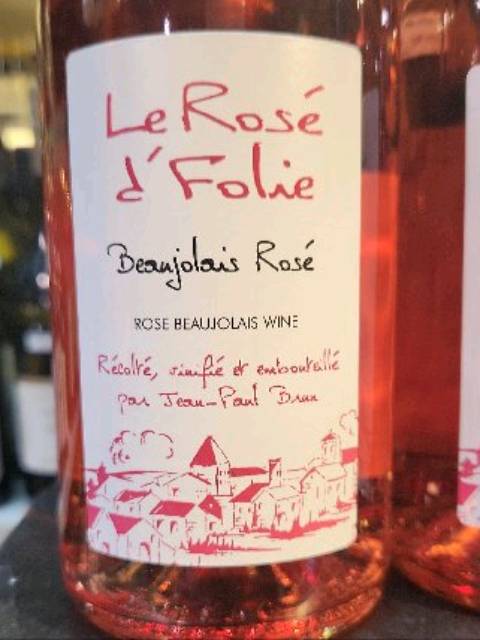 Le Rosé
d'Folie
Beaujolais Rosé
ROSE BEAUJOLAIS WINE
Récolté, vinifié et embouteillé
par Jean-Paul Brun